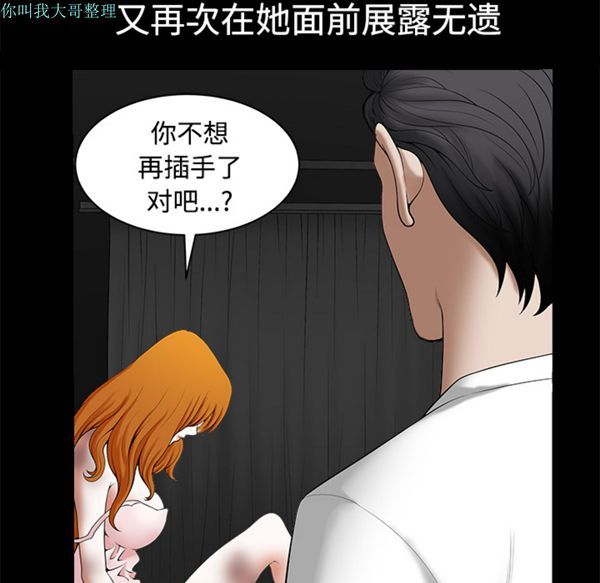 你叫我大哥整理
又再次在她面前展露无遗
你不想
再插手了
对吧...?